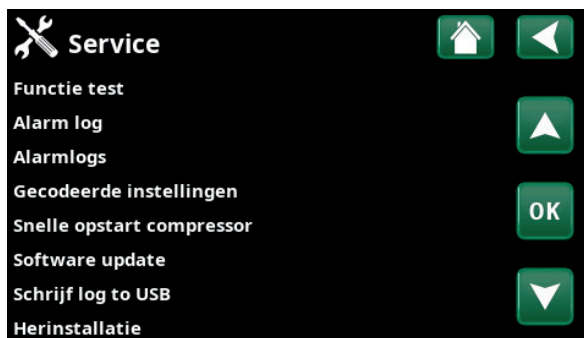 Service
Functie test
Alarm log
Alarmlogs
Gecodeerde instellingen
OK
Snelle opstart compressor
Software update
Schrijf log to USB
Herinstallatie